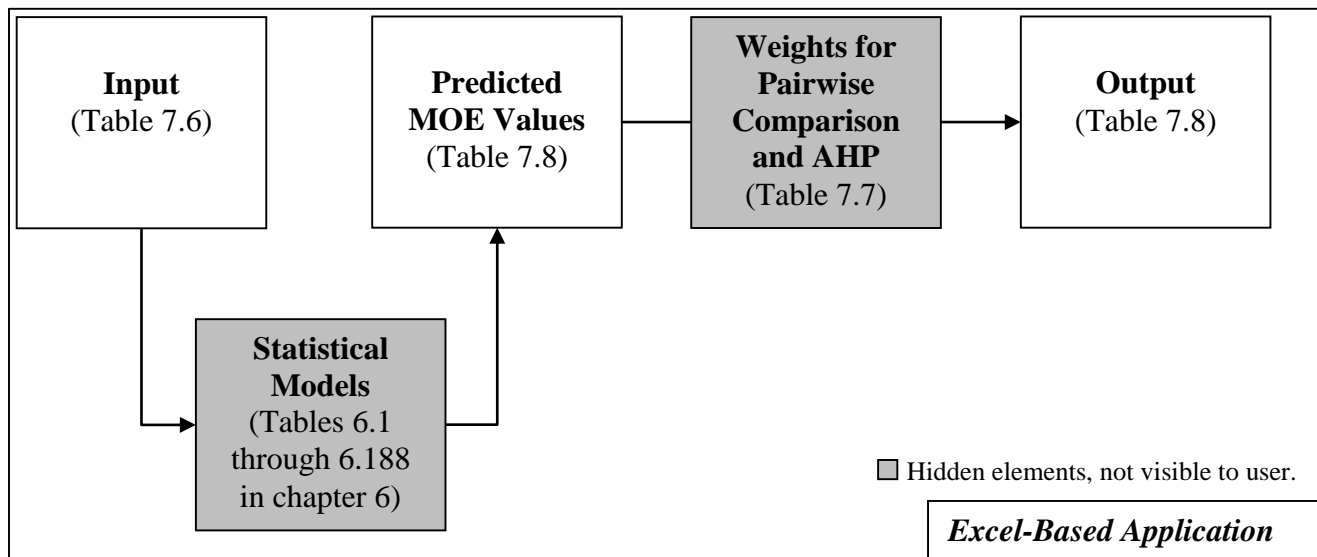 Input
(Table 7.6)
Predicted
MOE Values
(Table 7.8)
Weights for
Pairwise
Comparison
and AHP
(Table 7.7)
Output
(Table 7.8)
Statistical
Models
(Tables 6.1
through 6.188
in chapter 6)
Hidden elements, not visible to user.
Excel-Based Application